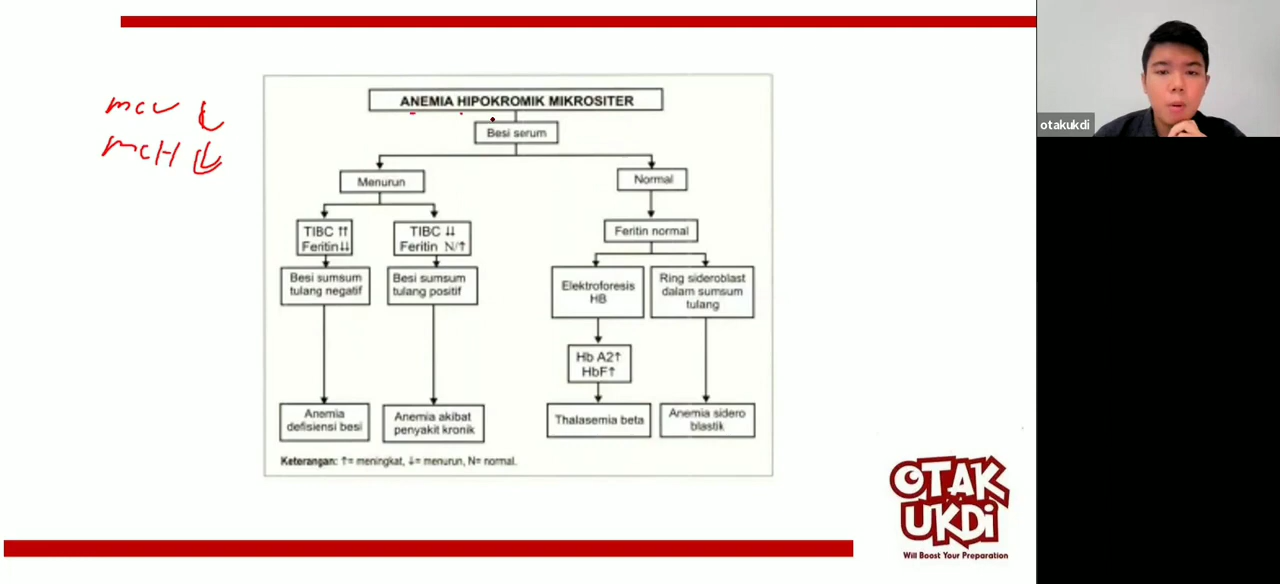 mcv ↓
mcH ↓
ANEMIA HIPOKROMIK MIKROSITER
Besi serum
Menurun
Normal
TIBC ⇈
Feritin⇊
TIBC ⇊
Feritin N/↑
Feritin normal
Besi sumsum
tulang negatif
Besi sumsum
tulang positif
Elektroforesis
HB
Ring sideroblast
dalam sumsum
tulang
Hb A2↑
HbF↑
Anemia
defisiensi besi
Anemia akibat
penyakit kronik
Thalasemia beta
Anemia sidero
blastik
Keterangan: ↑= meningkat, ↓= menurun, N= normal.
otakukdi
OTAK
UKDi
Will Boost Your Preparation